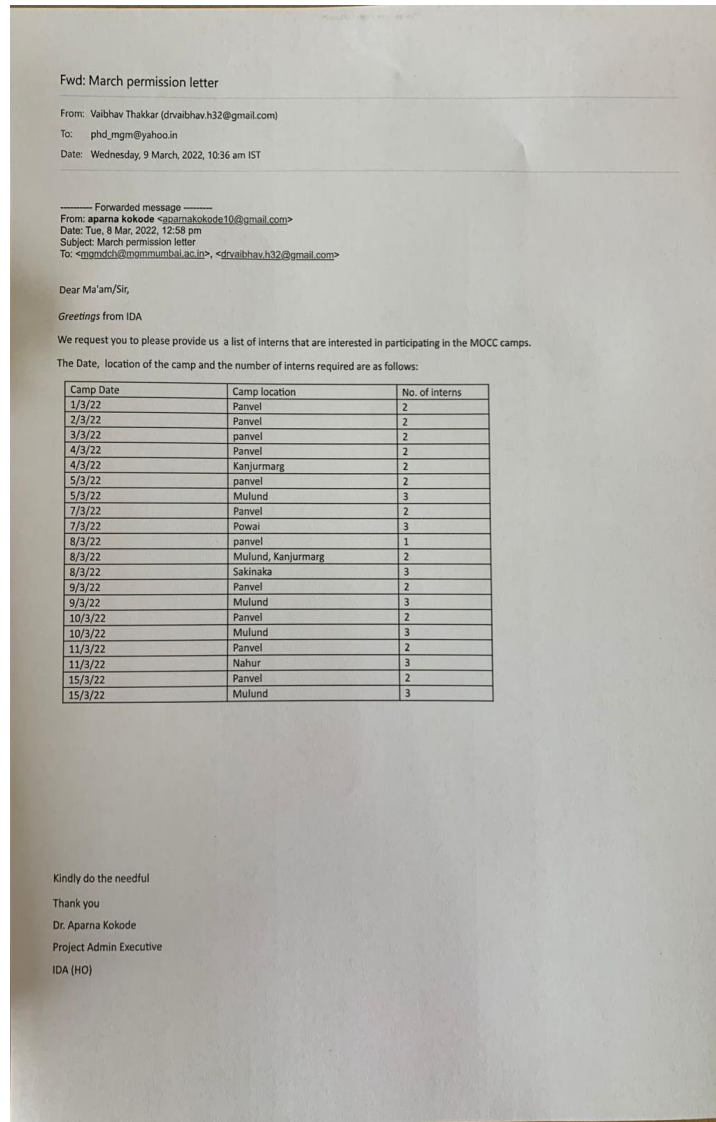 Fwd: March permission letter
From: Vaibhav Thakkar (drvaibhav.h32@gmail.com)
To: phd_mgm@yahoo.in
Date: Wednesday, 9 March, 2022, 10:36 am IST
---------- Forwarded message ---------
From: aparna kokode <aparnakokode10@gmail.com>
Date: Tue, 8 Mar, 2022, 12:58 pm
Subject: March permission letter
To: <mgmdch@mgmmumbai.ac.in>, <drvaibhav.h32@gmail.com>
Dear Ma'am/Sir,
Greetings from IDA
We request you to please provide us a list of interns that are interested in participating in the MOCC camps.
The Date, location of the camp and the number of interns required are as follows:
Camp Date Camp location No. of interns
1/3/22 Panvel 2
2/3/22 Panvel 2
3/3/22 panvel 2
4/3/22 Panvel 2
4/3/22 Kanjurmarg 2
5/3/22 panvel 2
5/3/22 Mulund 3
7/3/22 Panvel 2
7/3/22 Powai 3
8/3/22 panvel 1
8/3/22 Mulund, Kanjurmarg 2
8/3/22 Sakinaka 3
9/3/22 Panvel 2
9/3/22 Mulund 3
10/3/22 Panvel 2
10/3/22 Mulund 3
11/3/22 Panvel 2
11/3/22 Nahur 3
15/3/22 Panvel 2
15/3/22 Mulund 3
Kindly do the needful
Thank you
Dr. Aparna Kokode
Project Admin Executive
IDA (HO)